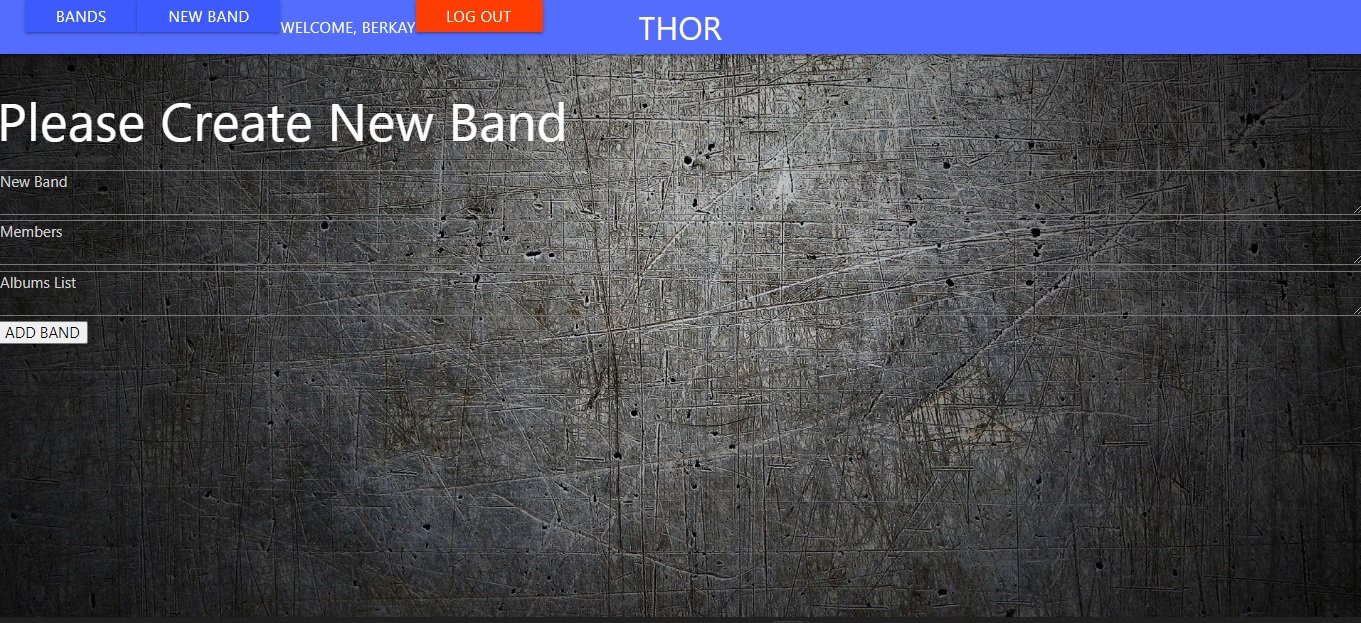 BANDS NEW BAND WELCOME, BERKAY LOG OUT THOR
Please Create New Band
New Band
Members
Albums List
ADD BAND